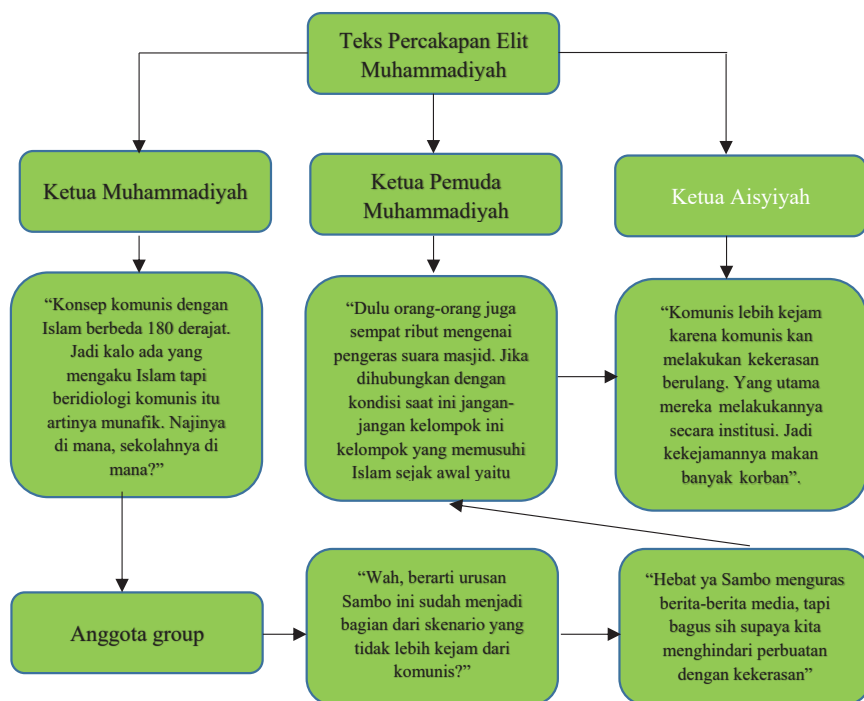 Teks Percakapan Elit
Muhammadiyah
Ketua Muhammadiyah
Ketua Pemuda
Muhammadiyah
Ketua Aisyiyah
“Konsep komunis dengan
Islam berbeda 180 derajat.
Jadi kalo ada yang
mengaku Islam tapi
beridiologi komunis itu
artinya munafik. Najinya
di mana, sekolahnya di
mana?”
“Dulu orang-orang juga
sempat ribut mengenai
pengeras suara masjid. Jika
dihubungkan dengan
kondisi saat ini jangan-
jangan kelompok ini
kelompok yang memusuhi
Islam sejak awal yaitu
“Komunis lebih kejam
karena komunis kan
melakukan kekerasan
berulang. Yang utama
mereka melakukannya
secara institusi. Jadi
kekejamannya makan
banyak korban”.
Anggota group
“Wah, berarti urusan
Sambo ini sudah menjadi
bagian dari skenario yang
tidak lebih kejam dari
komunis?”
“Hebat ya Sambo menguras
berita-berita media, tapi
bagus sih supaya kita
menghindari perbuatan
dengan kekerasan”